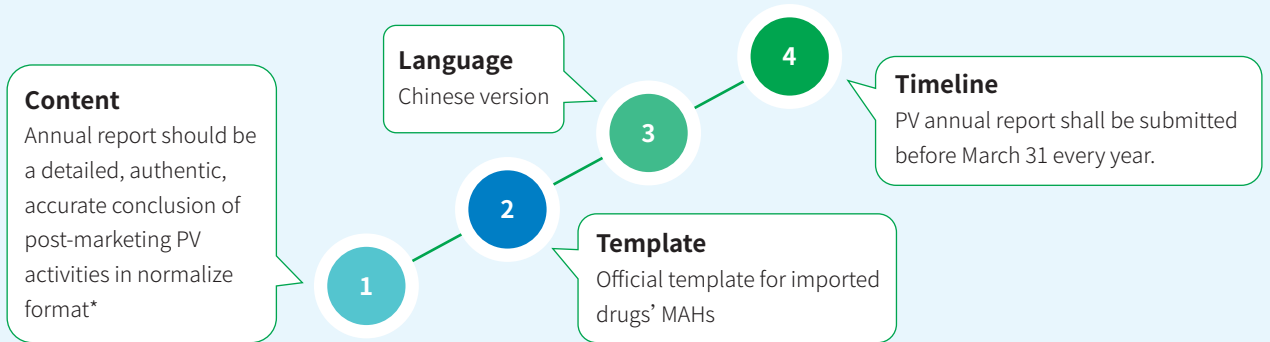 Content
Annual report should be
a detailed, authentic,
accurate conclusion of
post-marketing PV
activities in normalize
format*
1
2
Template
Official template for imported
drugs’ MAHs
Language
Chinese version
3
4
Timeline
PV annual report shall be submitted
before March 31 every year.